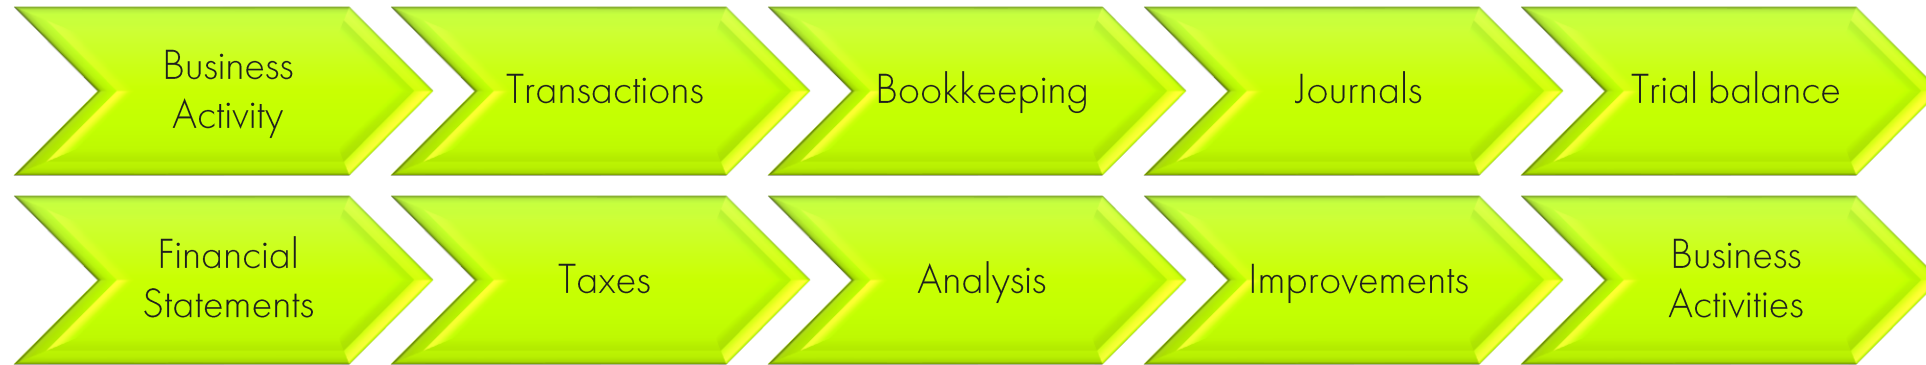 Business
Activity
Transactions
Bookkeeping
Journals
Trial balance
Financial
Statements
Taxes
Analysis
Improvements
Business
Activities